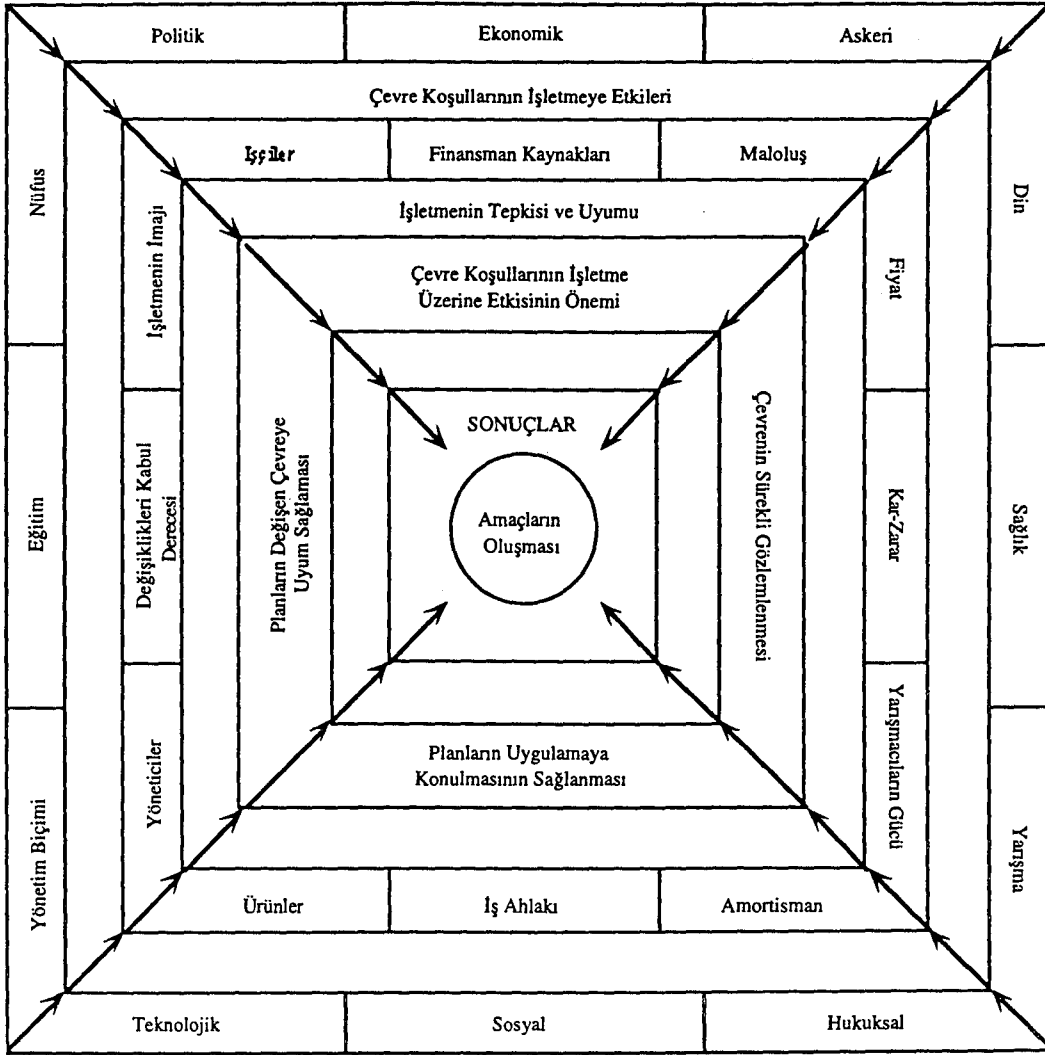 Politik
Ekonomik
Askeri
Çevre Koşullarının İşletmeye Etkileri
Işçiler
Finansman Kaynakları
Maloluş
İşletmenin Tepkisi ve Uyumu
Çevre Koşullarının İşletme
Üzerine Etkisinin Önemi
Nüfus
Eğitim
Yönetim Biçimi
İşletmenin İmajı
Değişiklikleri Kabul
Derecesi
Yöneticiler
Planların Değişen Çevreye
Uyum Sağlaması
SONUÇLAR
Amaçların
Oluşması
Çevrenin Sürekli Gözlemlenmesi
Fiyat
Kar-Zarar
Yarışmacıların Gücü
Din
Sağlık
Yarışma
Planların Uygulamaya
Konulmasının Sağlanması
Ürünler
İş Ahlakı
Amortisman
Teknolojik
Sosyal
Hukuksal